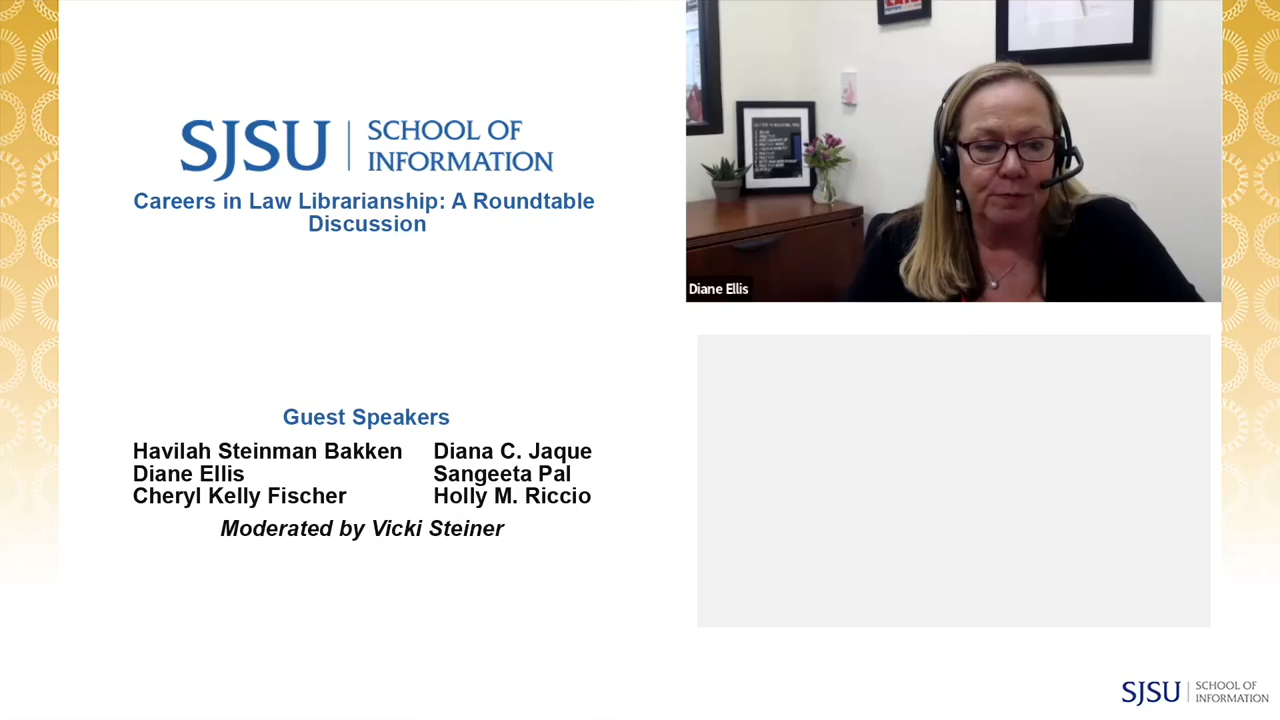 SJSU | SCHOOL OF
INFORMATION
Careers in Law Librarianship: A Roundtable
Discussion
Diane Ellis
Guest Speakers
Havilah Steinman Bakken
Diana C. Jaque
Diane Ellis
Sangeeta Pal
Cheryl Kelly Fischer
Holly M. Riccio
Moderated by Vicki Steiner
SJSU | SCHOOL OF
INFORMATION